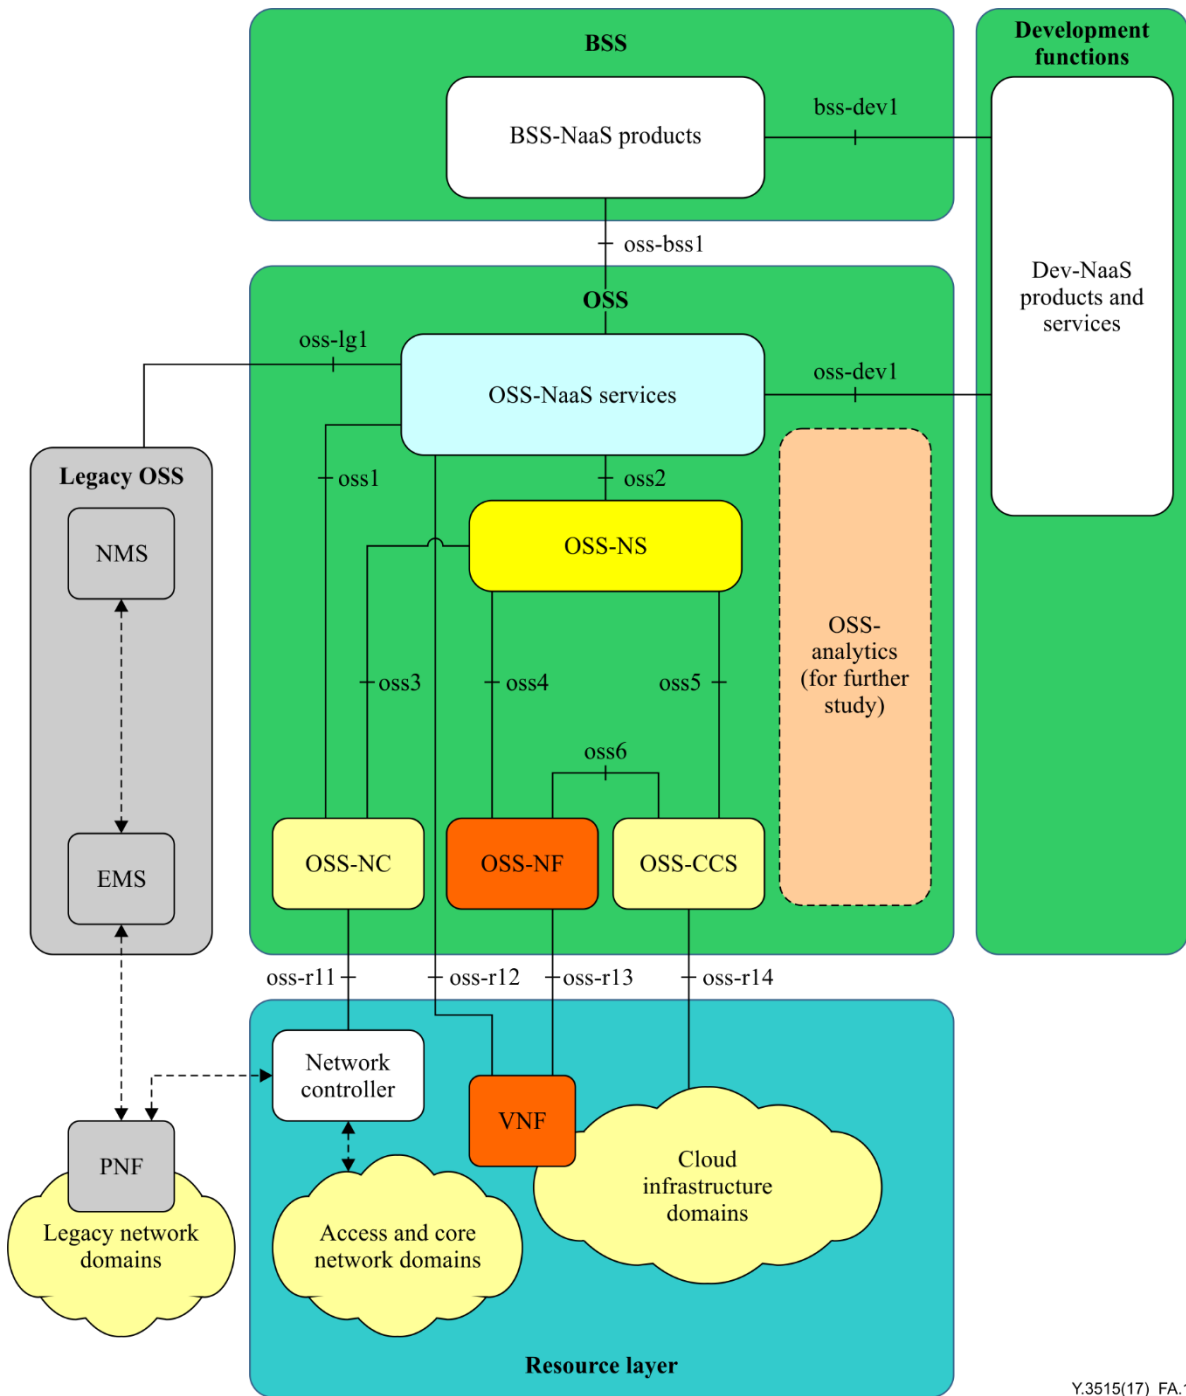 BSS
Development
functions
BSS-NaaS products
bss-dev1
oss-bss1
Dev-NaaS
products and
services
OSS
oss-lg1
OSS-NaaS services
oss-dev1
Legacy OSS
oss1
oss2
NMS
OSS-NS
OSS-
analytics
(for further
study)
oss3
oss4
oss5
oss6
EMS
OSS-NC
OSS-NF
OSS-CCS
oss-r11
oss-r12
oss-r13
oss-r14
Network
controller
VNF
PNF
Cloud
infrastructure
domains
Legacy network
domains
Access and core
network domains
Resource layer